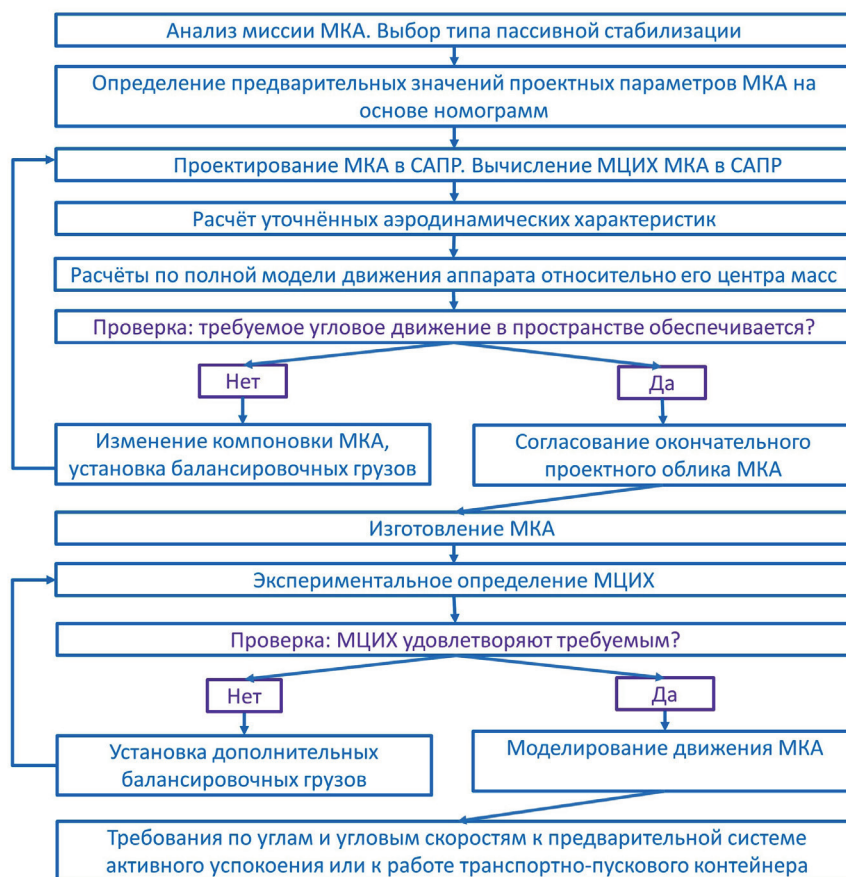 Анализ миссии МКА. Выбор типа пассивной стабилизации
Определение предварительных значений проектных параметров МКА на
основе номограмм
Проектирование МКА в САПР. Вычисление МЦИХ МКА в САПР
Расчёт уточнённых аэродинамических характеристик
Расчёты по полной модели движения аппарата относительно его центра масс
Проверка: требуемое угловое движение в пространстве обеспечивается?
Нет
Да
Изменение компоновки МКА,
установка балансировочных грузов
Согласование окончательного
проектного облика МКА
Изготовление МКА
Экспериментальное определение МЦИХ
Проверка: МЦИХ удовлетворяют требуемым?
Нет
Да
Установка дополнительных
балансировочных грузов
Моделирование движения МКА
Требования по углам и угловым скоростям к предварительной системе
активного успокоения или к работе транспортно-пускового контейнера